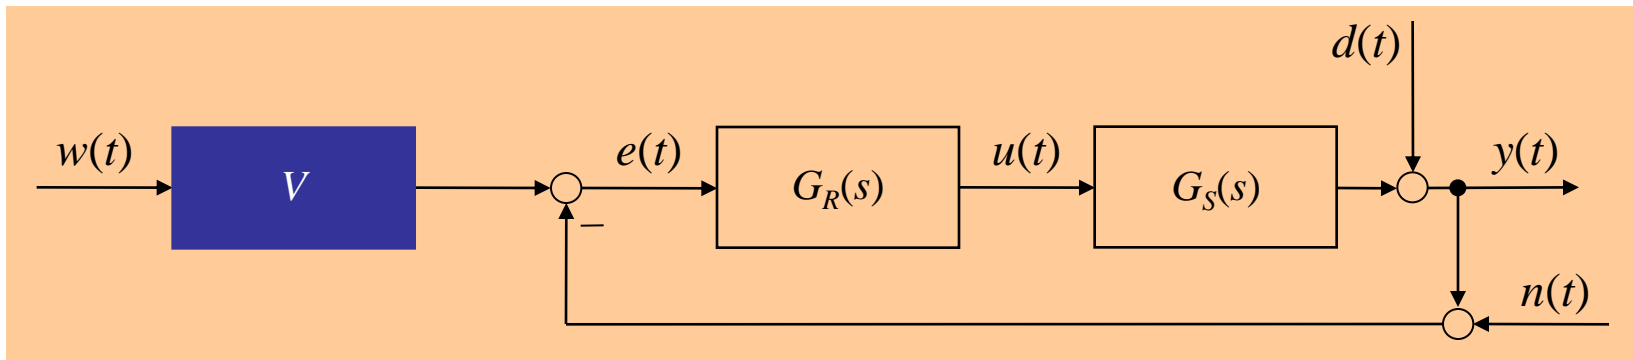 d(t)
w(t)
V
e(t)
G_R(s)
u(t)
G_S(s)
y(t)
–
n(t)